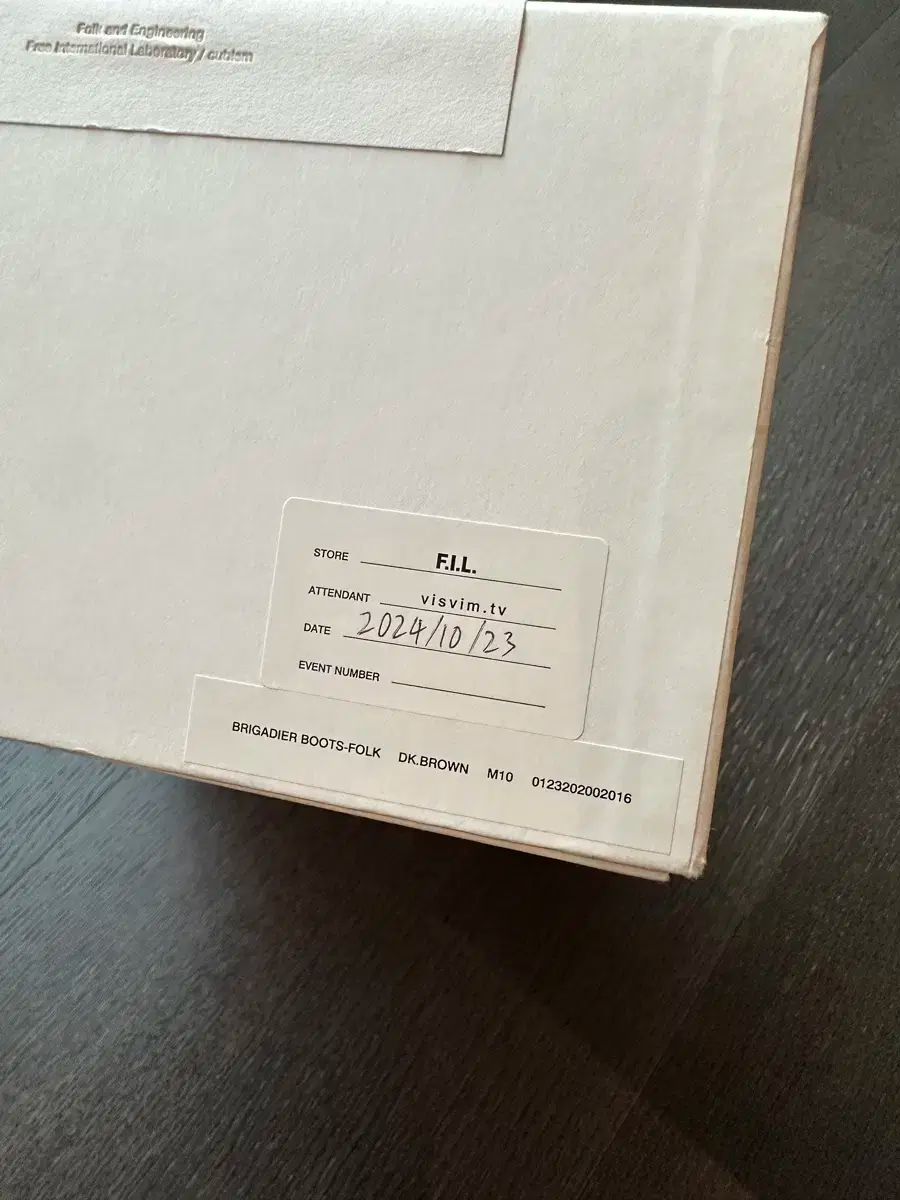 Folk and Engineering
Free International Laboratory / cubism
STORE F.I.L.
ATTENDANT visvim.tv
DATE 2024/10/23
EVENT NUMBER
BRIGADIER BOOTS-FOLK DK.BROWN M10 0123202002016